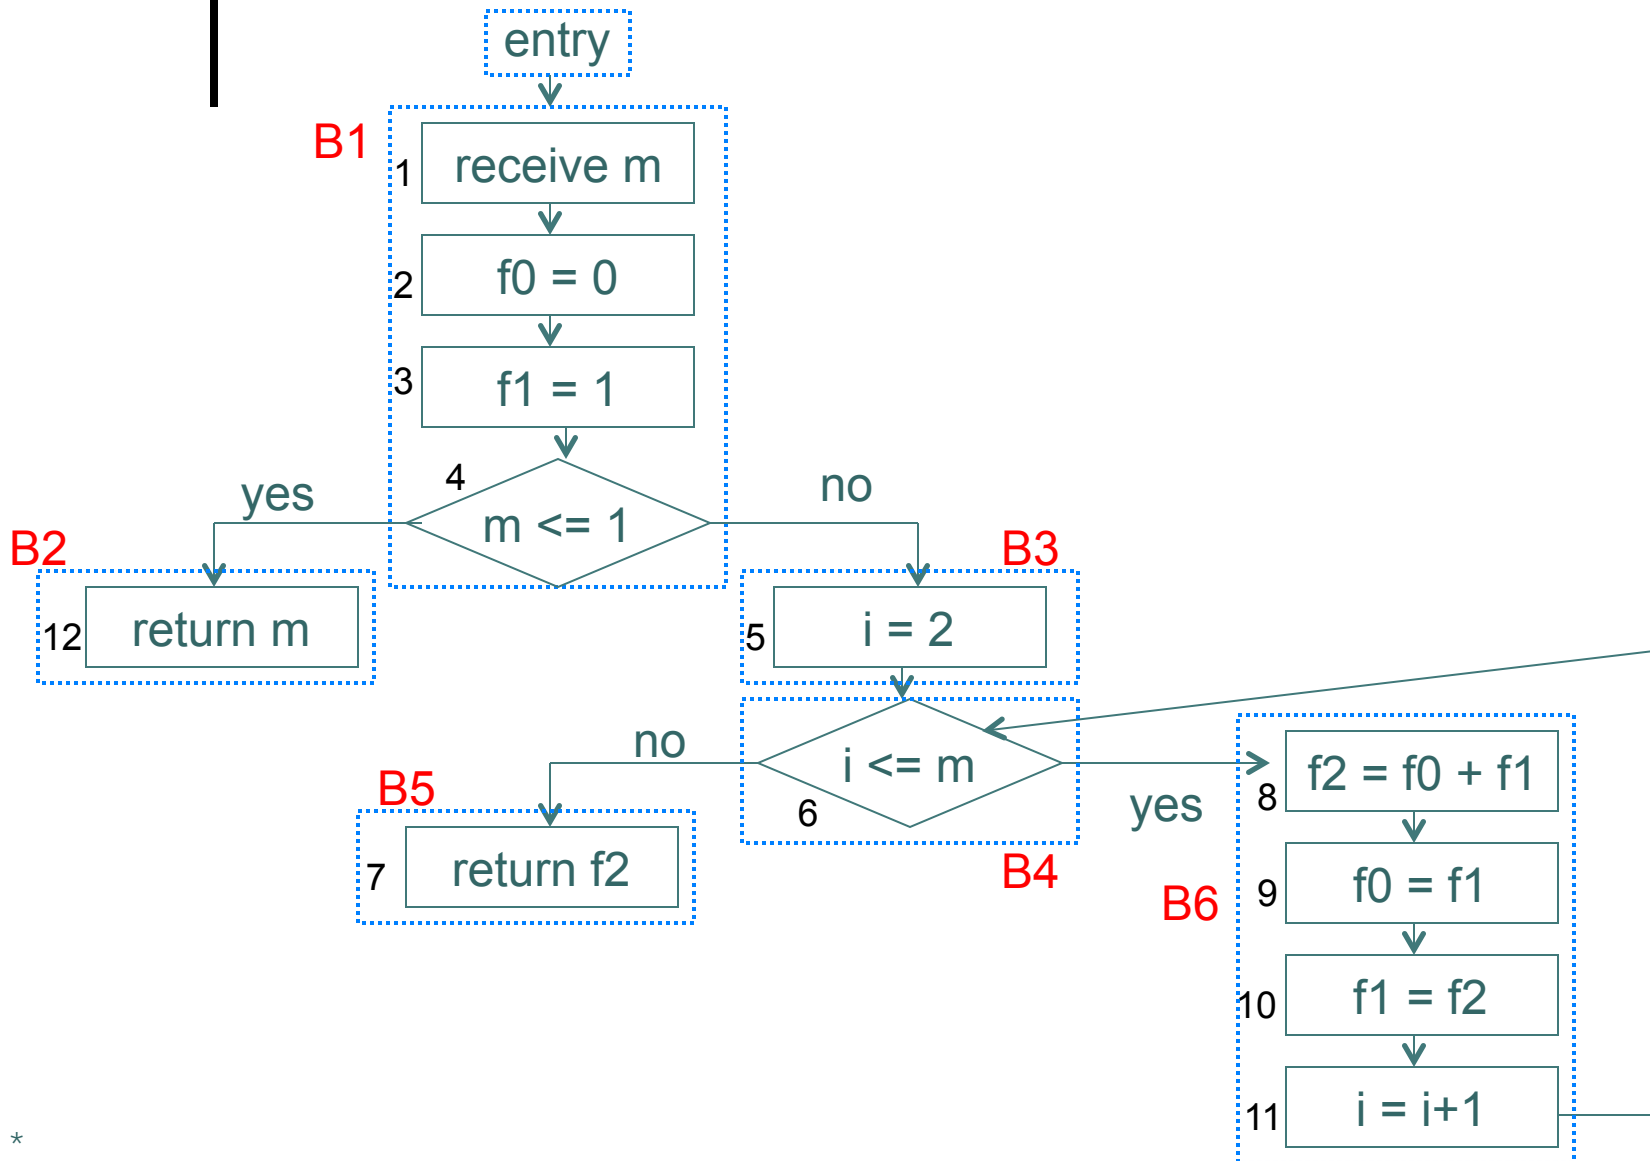 entry
B1
1
receive m
2
f0 = 0
3
f1 = 1
4
yes
no
m <= 1
B2
B3
12
return m
5
i = 2
no
i <= m
6
yes
B5
B4
7
return f2
8
f2 = f0 + f1
B6
9
f0 = f1
10
f1 = f2
11
i = i+1
*